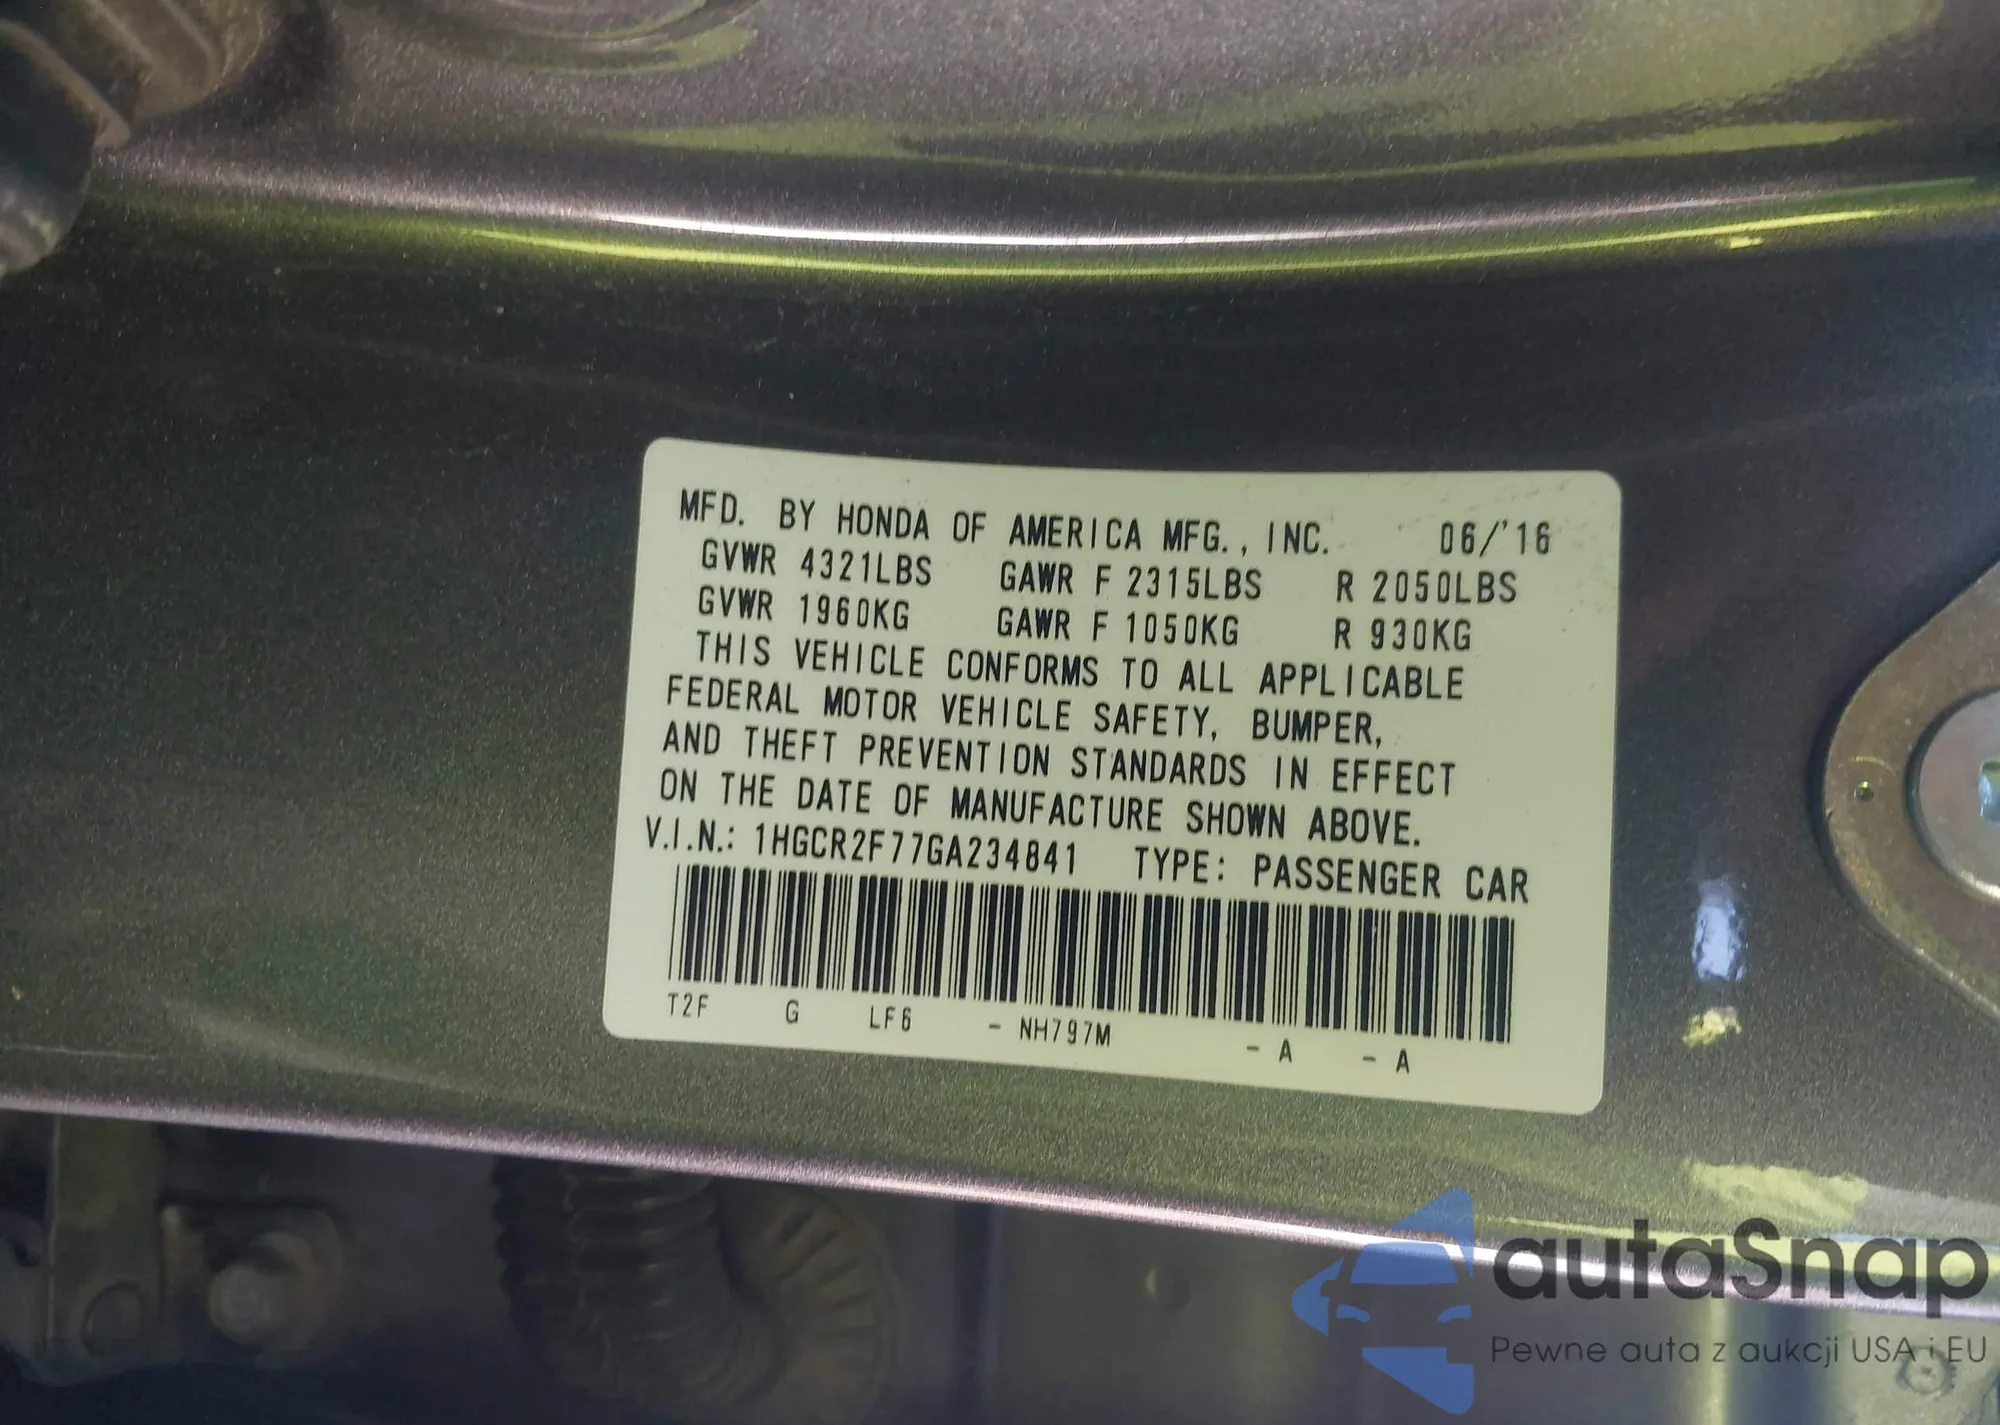 MFD. BY HONDA OF AMERICA MFG., INC. 06/'16
GVWR 4321LBS GAWR F 2315LBS R 2050LBS
GVWR 1960KG GAWR F 1050KG R 930KG
THIS VEHICLE CONFORMS TO ALL APPLICABLE
FEDERAL MOTOR VEHICLE SAFETY, BUMPER,
AND THEFT PREVENTION STANDARDS IN EFFECT
ON THE DATE OF MANUFACTURE SHOWN ABOVE.
V.I.N.: 1HGCR2F77GA234841 TYPE: PASSENGER CAR
T2F G LF6 - NH797M - A - A
autaSnap
Pewne auta z aukcji USA i EU